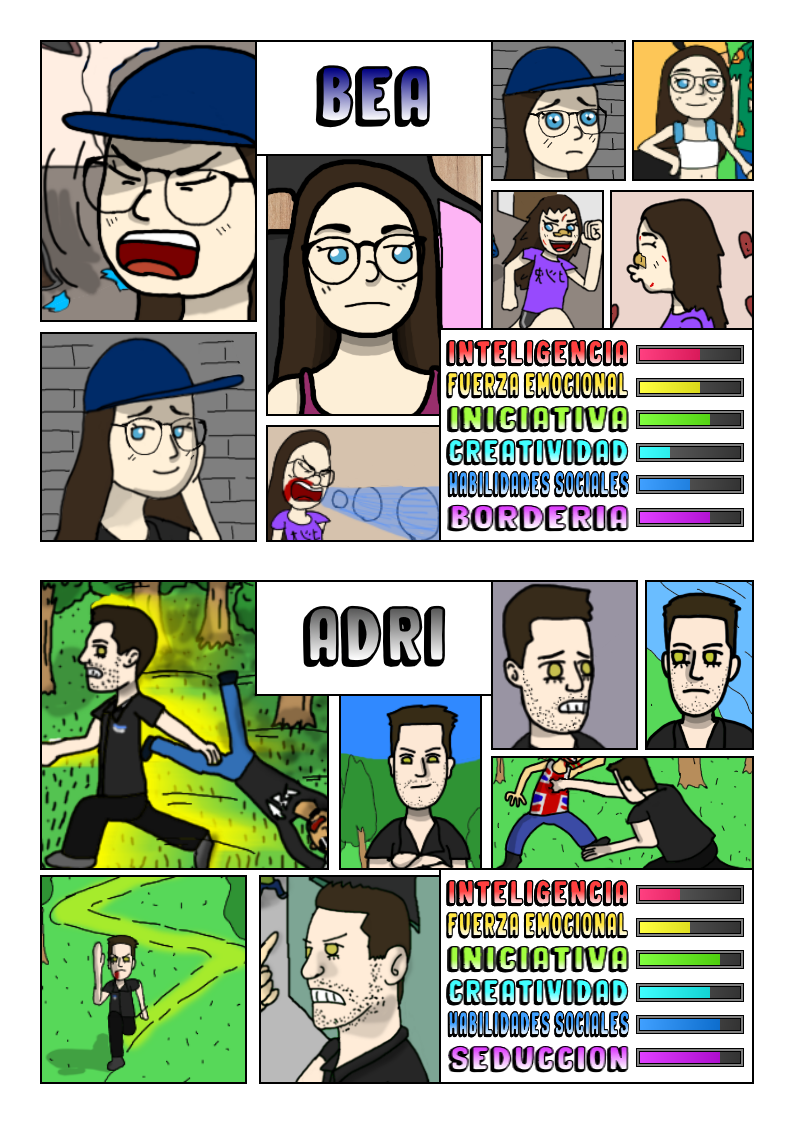 BEA
INTELIGENCIA
FUERZA EMOCIONAL
INICIATIVA
CREATIVIDAD
HABILIDADES SOCIALES
BORDERIA
ADRI
INTELIGENCIA
FUERZA EMOCIONAL
INICIATIVA
CREATIVIDAD
HABILIDADES SOCIALES
SEDUCCION